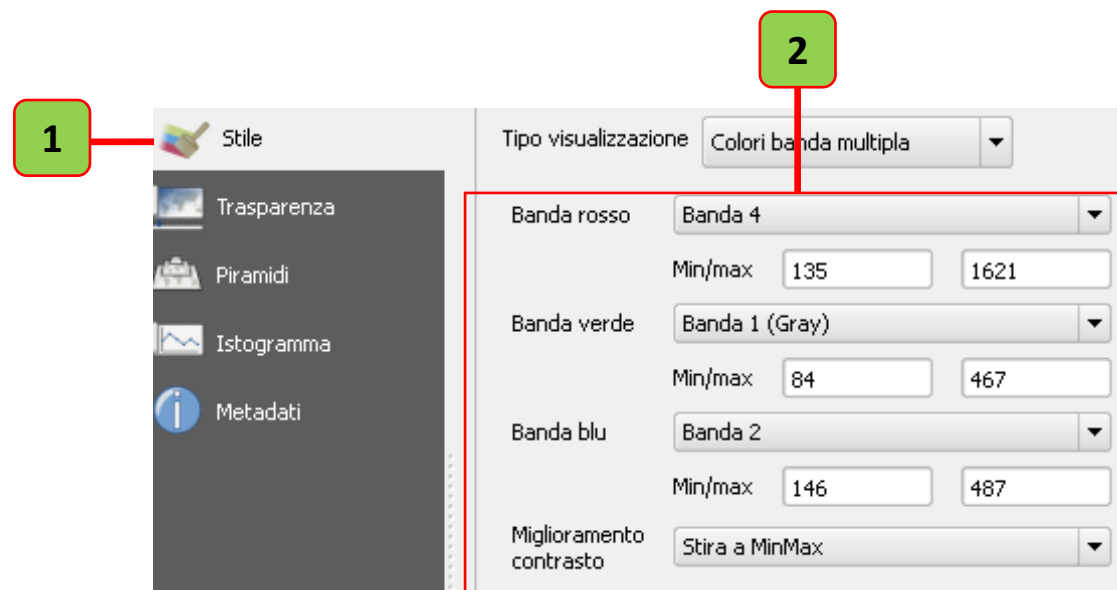 2
1
Stile
Trasparenza
Piramidi
Istogramma
Metadati
Tipo visualizzazione Colori banda multipla
Banda rosso Banda 4
Min/max 135 1621
Banda verde Banda 1 (Gray)
Min/max 84 467
Banda blu Banda 2
Min/max 146 487
Miglioramento
contrasto Stira a MinMax